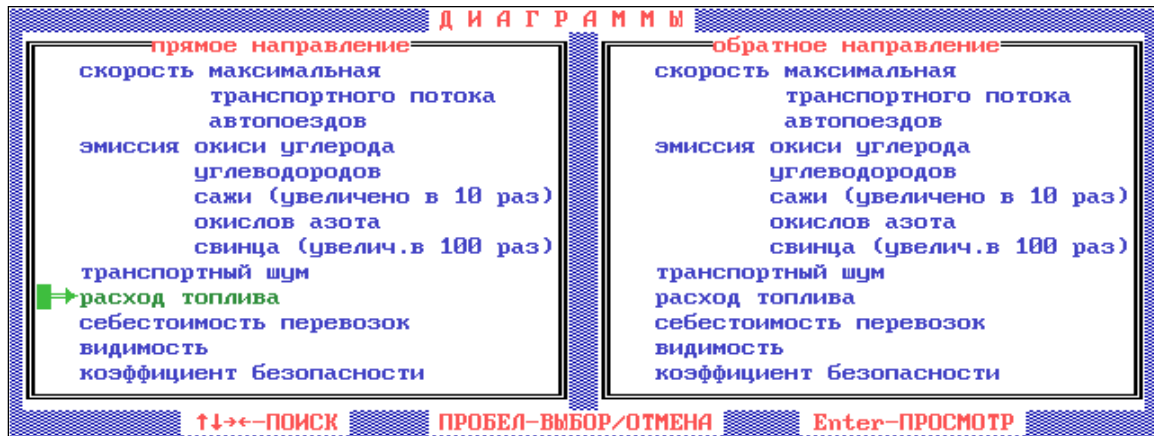 ДИАГРАММЫ
прямое направление
скорость максимальная
транспортного потока
автопоездов
эмиссия окиси углерода
углеводородов
сажи (увеличено в 10 раз)
окислов азота
свинца (увелич.в 100 раз)
транспортный шум
расход топлива
себестоимость перевозок
видимость
коэффициент безопасности
обратное направление
скорость максимальная
транспортного потока
автопоездов
эмиссия окиси углерода
углеводородов
сажи (увеличено в 10 раз)
окислов азота
свинца (увелич.в 100 раз)
транспортный шум
расход топлива
себестоимость перевозок
видимость
коэффициент безопасности
↑↓→←-ПОИСК ПРОБЕЛ-ВЫБОР/ОТМЕНА Enter-ПРОСМОТР